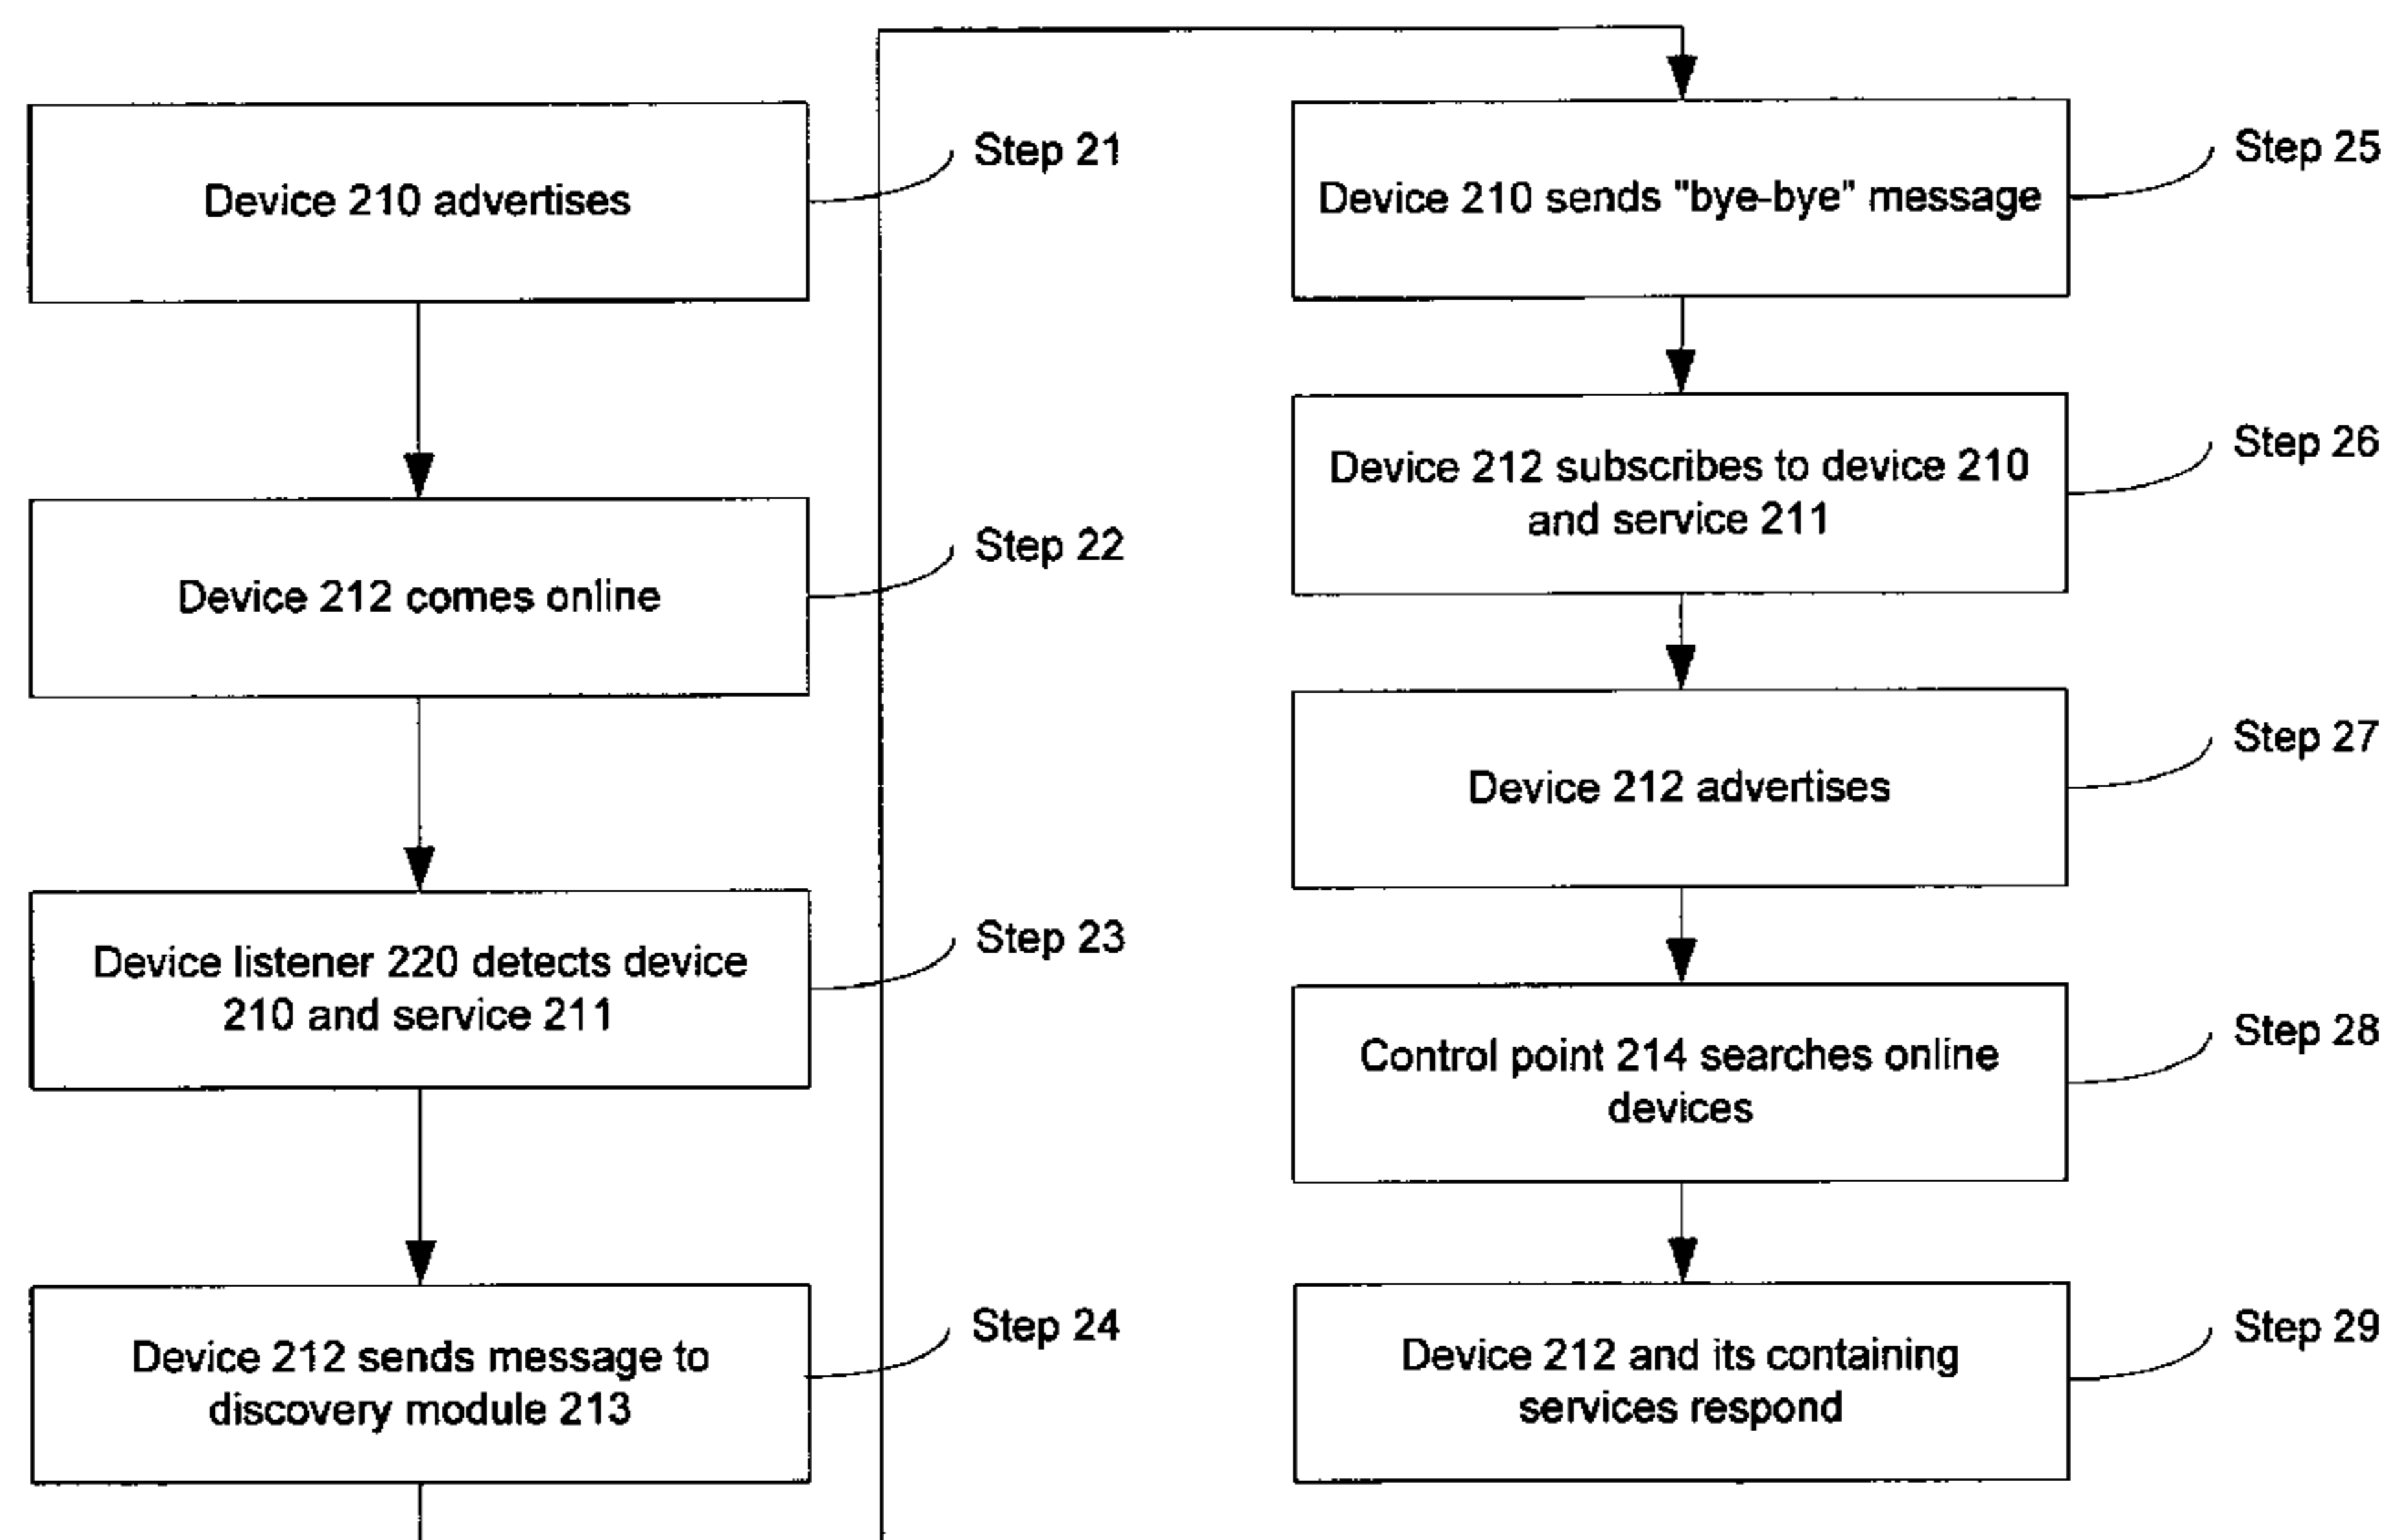 Device 210 advertises
Step 21
Device 212 comes online
Step 22
Device listener 220 detects device
210 and service 211
Step 23
Device 212 sends message to
discovery module 213
Step 24
Device 210 sends "bye-bye" message
Step 25
Device 212 subscribes to device 210
and service 211
Step 26
Device 212 advertises
Step 27
Control point 214 searches online
devices
Step 28
Device 212 and its containing
services respond
Step 29